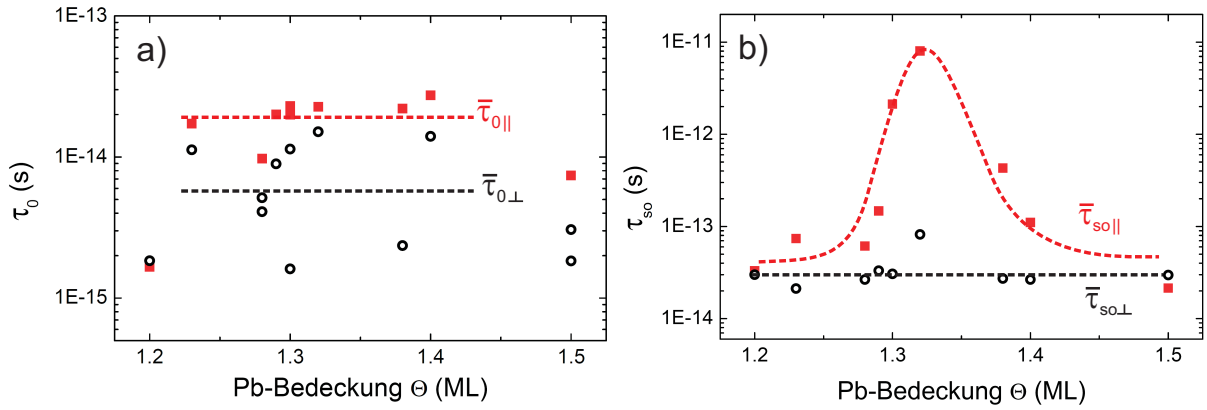 a)
1E-13
1E-14
1E-15
τ₀ (s)
τ̅₀∥
τ̅₀⊥
1.2 1.3 1.4 1.5
Pb-Bedeckung Θ (ML)
b)
1E-11
1E-12
1E-13
1E-14
τso (s)
τ̅so∥
τ̅so⊥
1.2 1.3 1.4 1.5
Pb-Bedeckung Θ (ML)